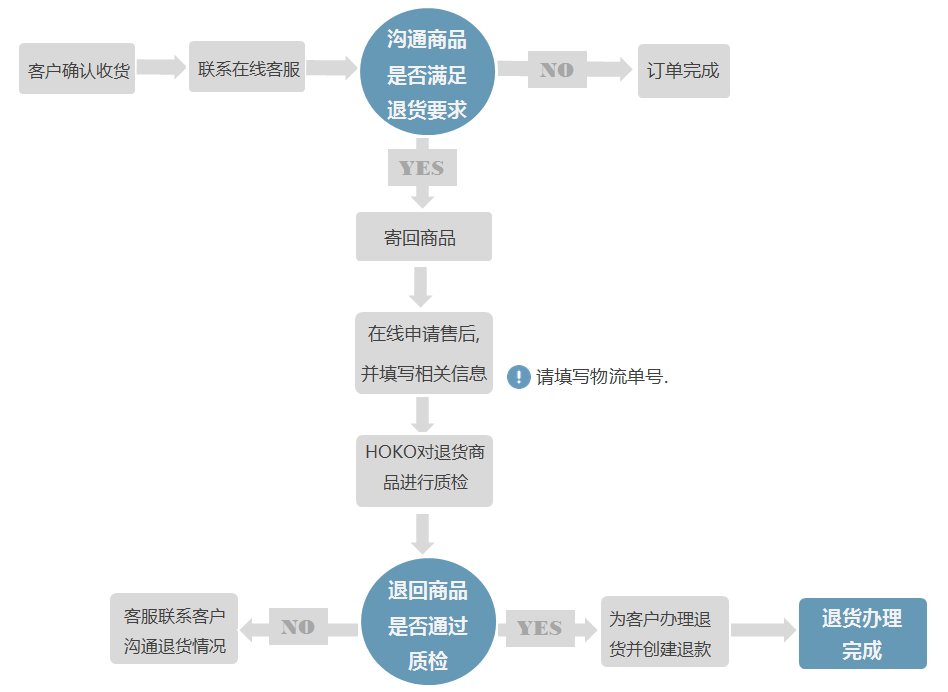 客户确认收货
联系在线客服
沟通商品
是否满足
退货要求
NO
订单完成
YES
寄回商品
在线申请售后,
并填写相关信息
! 请填写物流单号.
HOKO对退货商
品进行质检
退回商品
是否通过
质检
NO
客服联系客户
沟通退货情况
YES
为客户办理退
货并创建退款
退货办理
完成